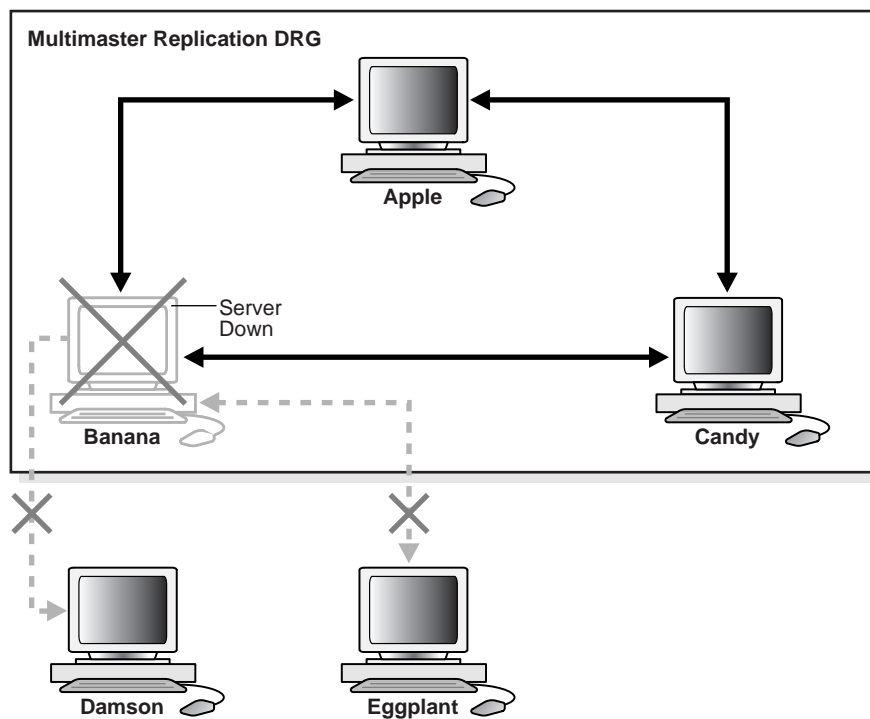 Multimaster Replication DRG
Apple
Server
Down
Banana
Candy
Damson
Eggplant